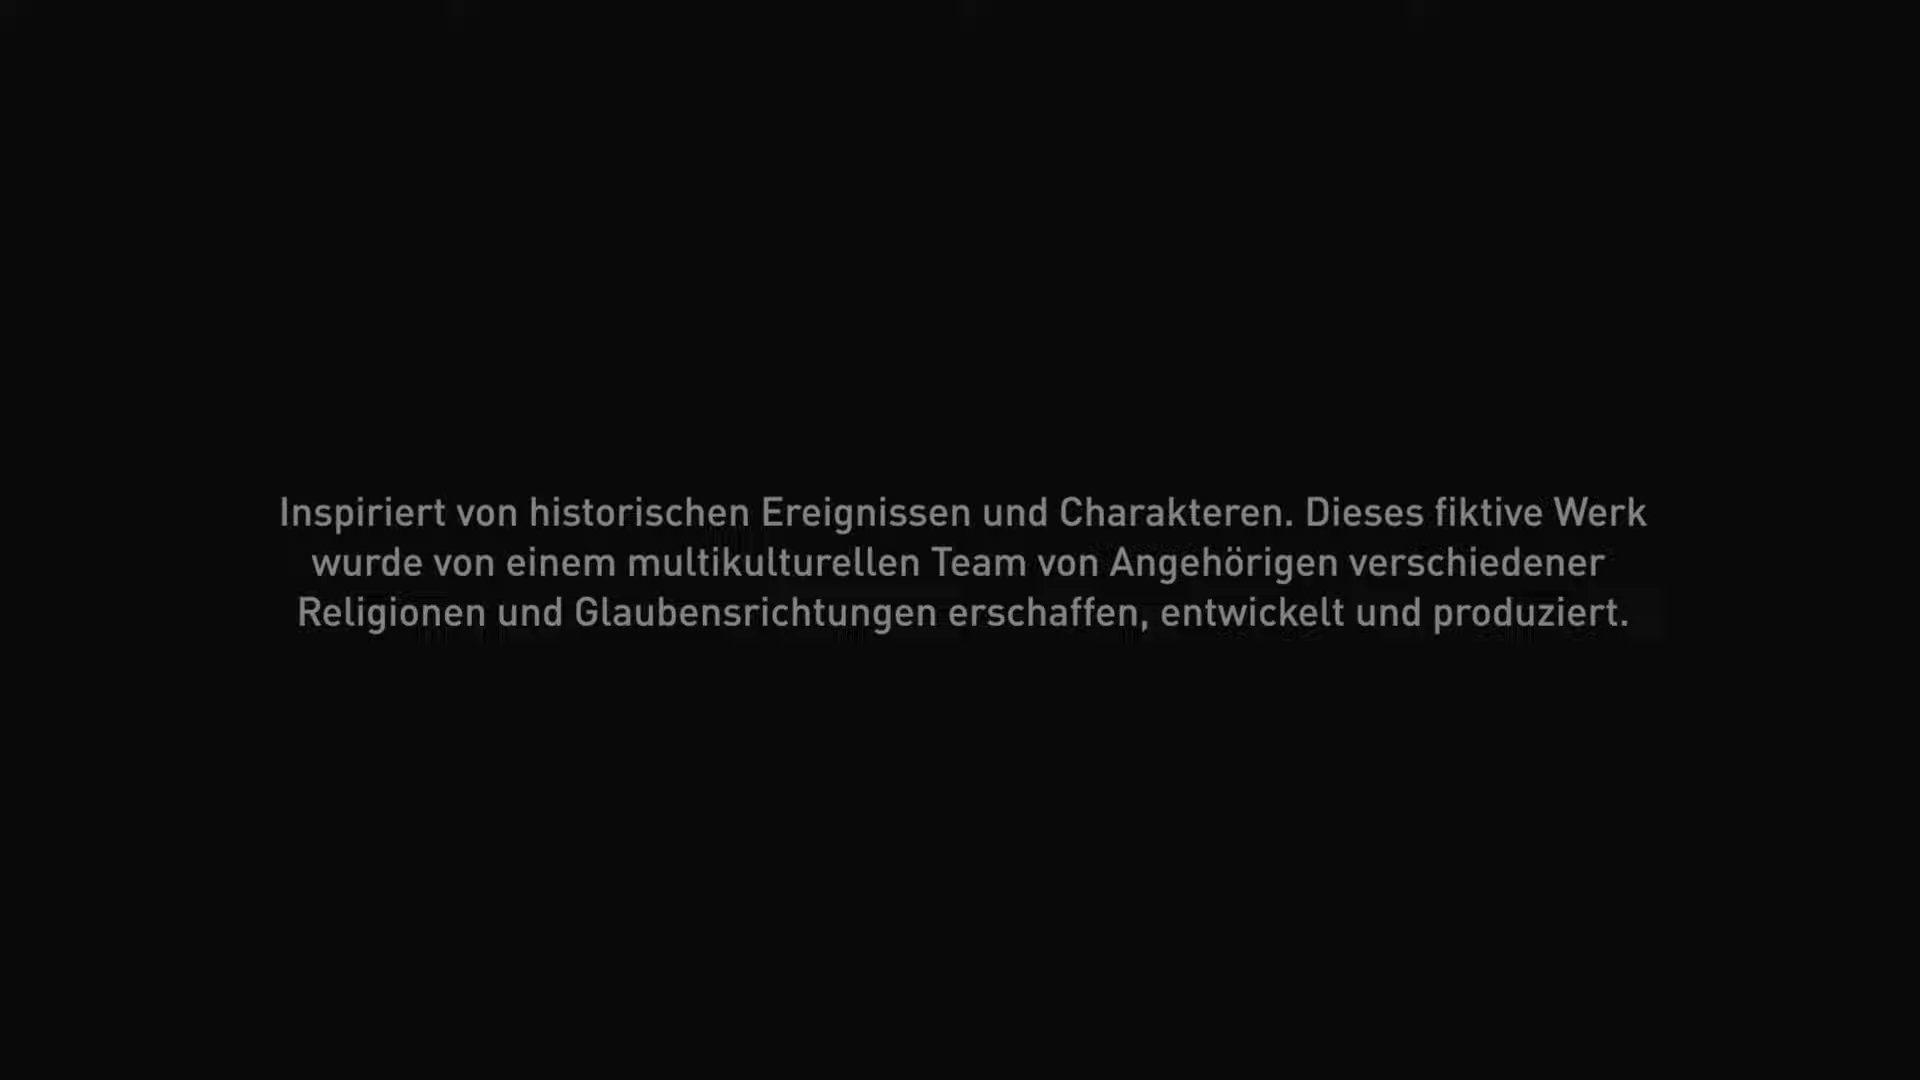 Inspiriert von historischen Ereignissen und Charakteren. Dieses fiktive Werk
wurde von einem multikulturellen Team von Angehörigen verschiedener
Religionen und Glaubensrichtungen erschaffen, entwickelt und produziert.